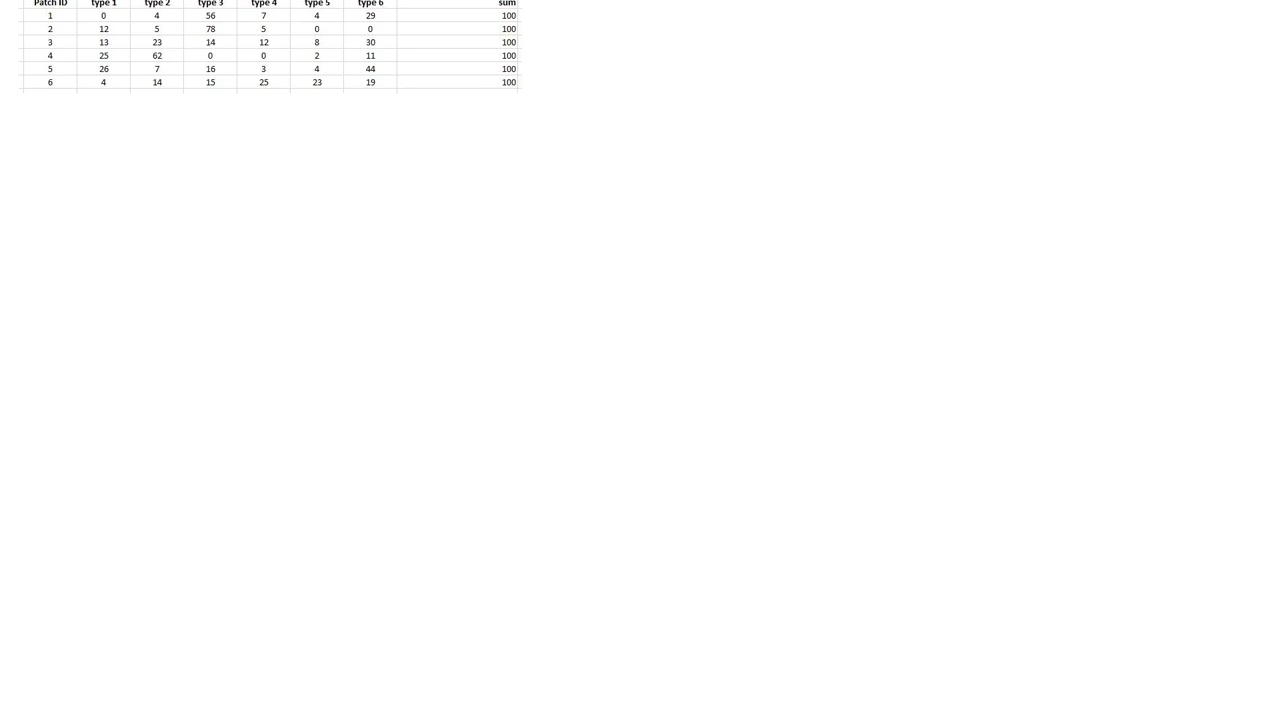 Patch ID type 1 type 2 type 3 type 4 type 5 type 6 sum
1 0 4 56 7 4 29 100
2 12 5 78 5 0 0 100
3 13 23 14 12 8 30 100
4 25 62 0 0 2 11 100
5 26 7 16 3 4 44 100
6 4 14 15 25 23 19 100